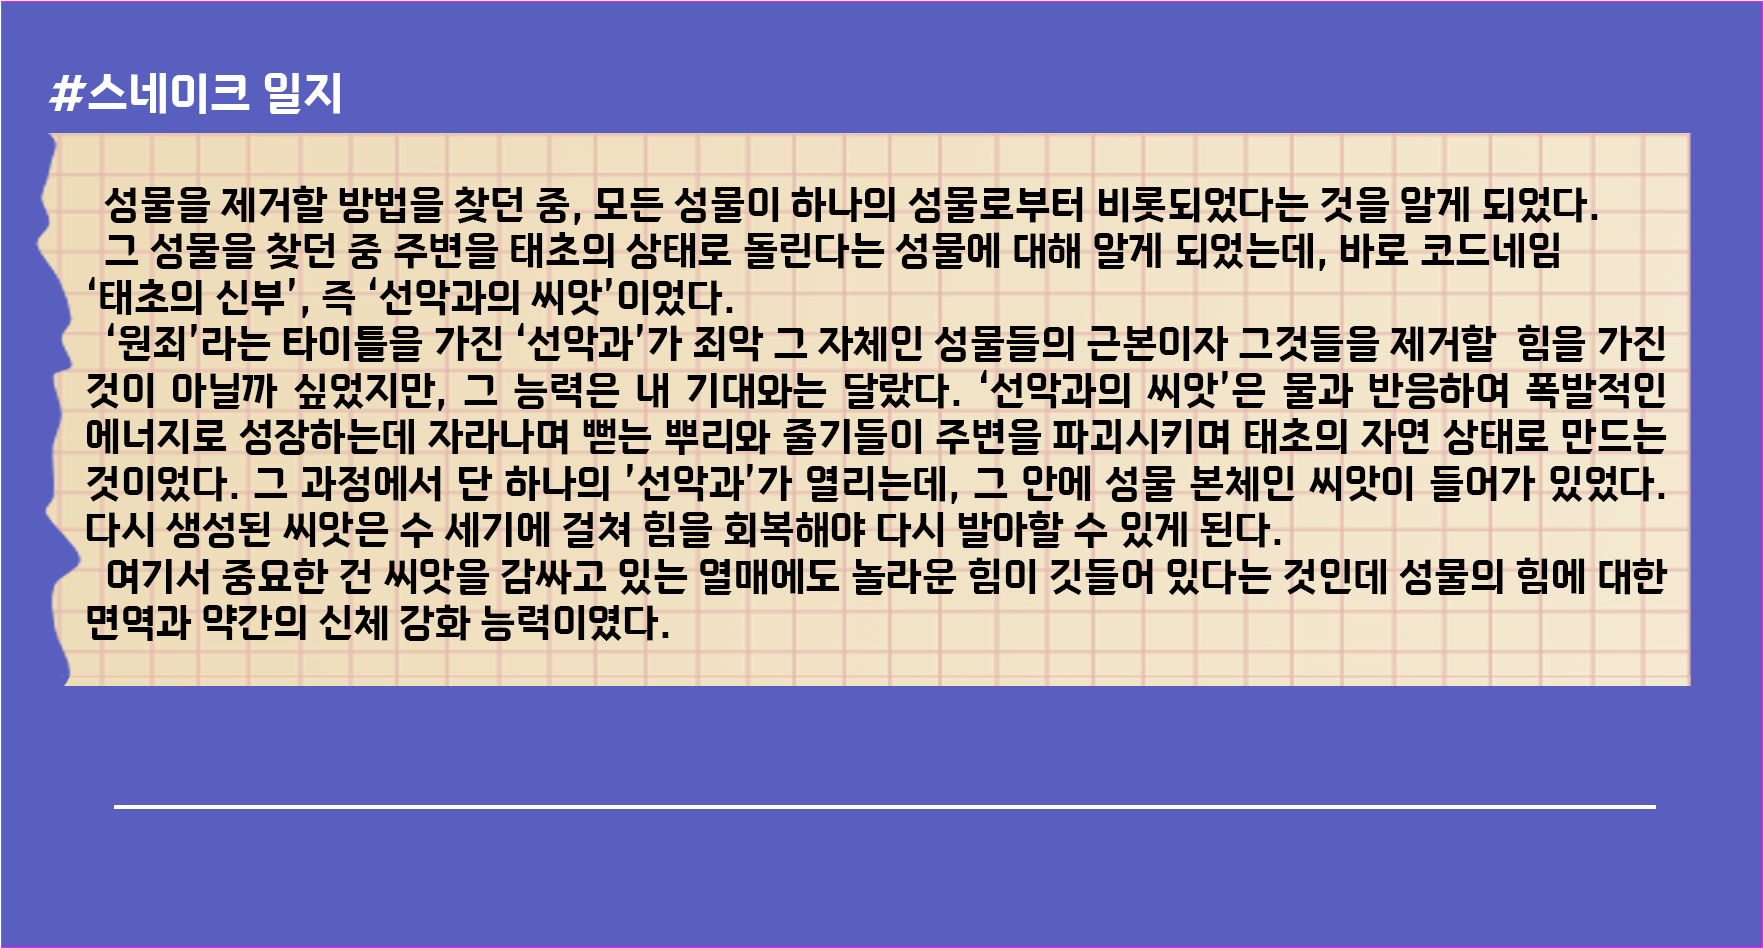 #스네이크 일지
성물을 제거할 방법을 찾던 중, 모든 성물이 하나의 성물로부터 비롯되었다는 것을 알게 되었다.
그 성물을 찾던 중 주변을 태초의 상태로 돌린다는 성물에 대해 알게 되었는데, 바로 코드네임
‘태초의 신부’, 즉 ‘선악과의 씨앗’이었다.
‘원죄’라는 타이틀을 가진 ‘선악과’가 죄악 그 자체인 성물들의 근본이자 그것들을 제거할 힘을 가진
것이 아닐까 싶었지만, 그 능력은 내 기대와는 달랐다. ‘선악과의 씨앗’은 물과 반응하여 폭발적인
에너지로 성장하는데 자라나며 뻗는 뿌리와 줄기들이 주변을 파괴시키며 태초의 자연 상태로 만드는
것이었다. 그 과정에서 단 하나의 ’선악과’가 열리는데, 그 안에 성물 본체인 씨앗이 들어가 있었다.
다시 생성된 씨앗은 수 세기에 걸쳐 힘을 회복해야 다시 발아할 수 있게 된다.
여기서 중요한 건 씨앗을 감싸고 있는 열매에도 놀라운 힘이 깃들어 있다는 것인데 성물의 힘에 대한
면역과 약간의 신체 강화 능력이였다.